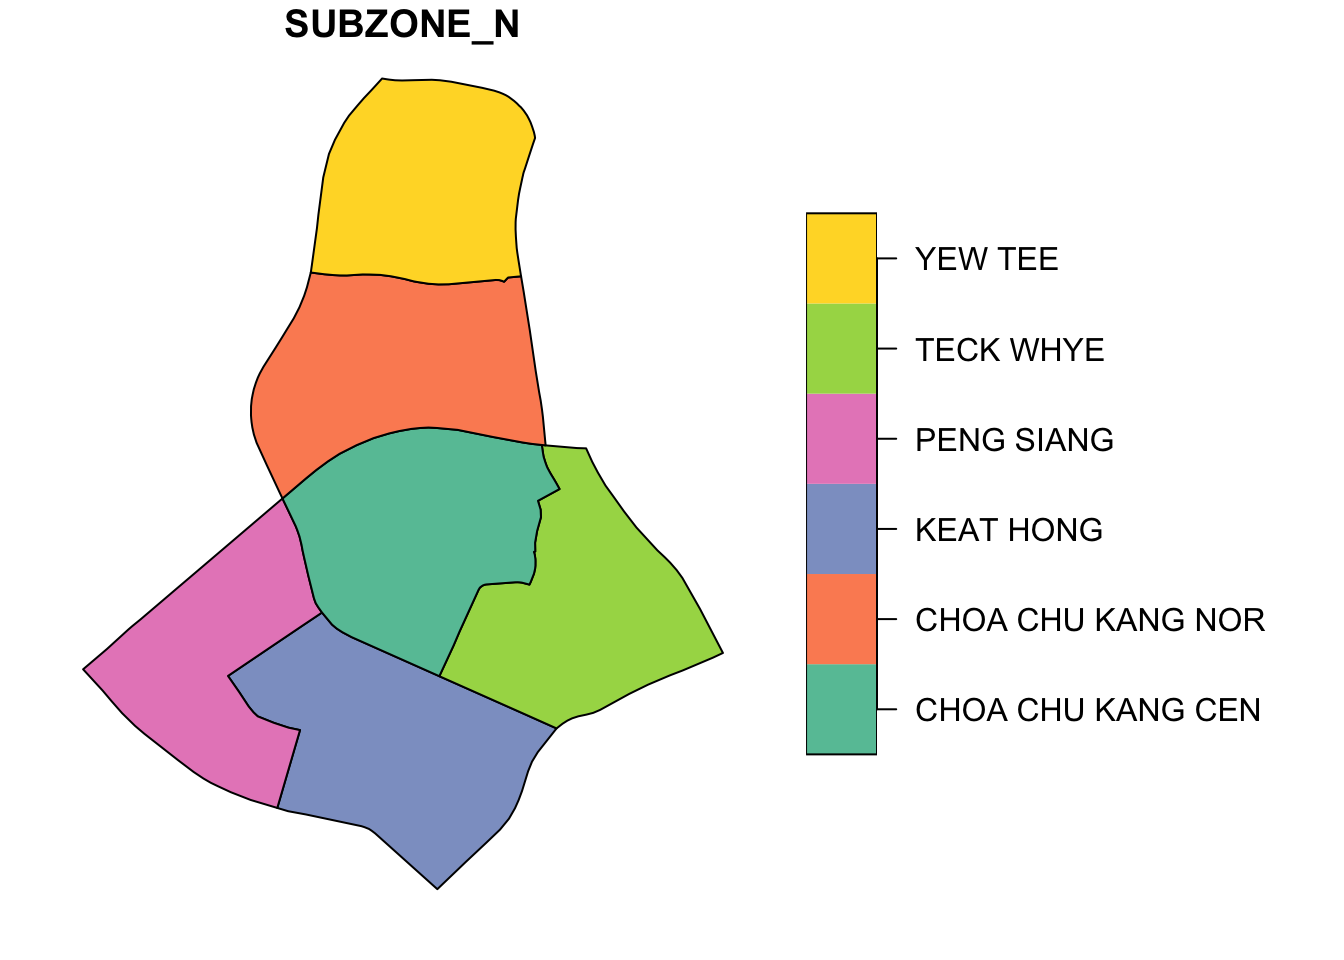 SUBZONE_N
YEW TEE
TECK WHYE
PENG SIANG
KEAT HONG
CHOA CHU KANG NOR
CHOA CHU KANG CEN